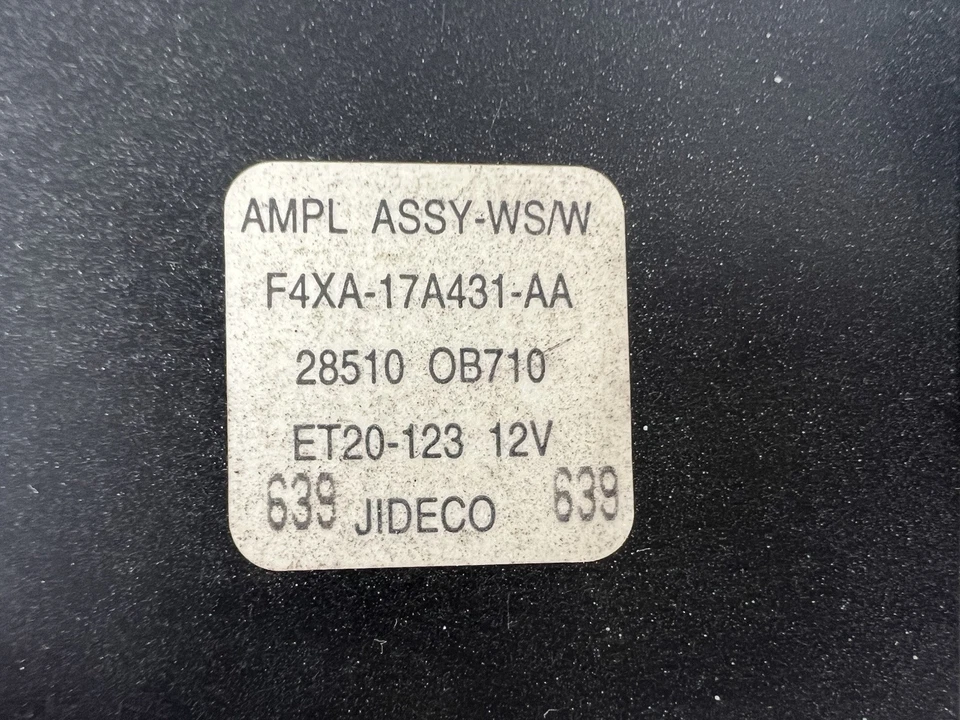 AMPL ASSY-WS/W
F4XA-17A431-AA
28510 OB710
ET20-123 12V
639 JIDECO 639